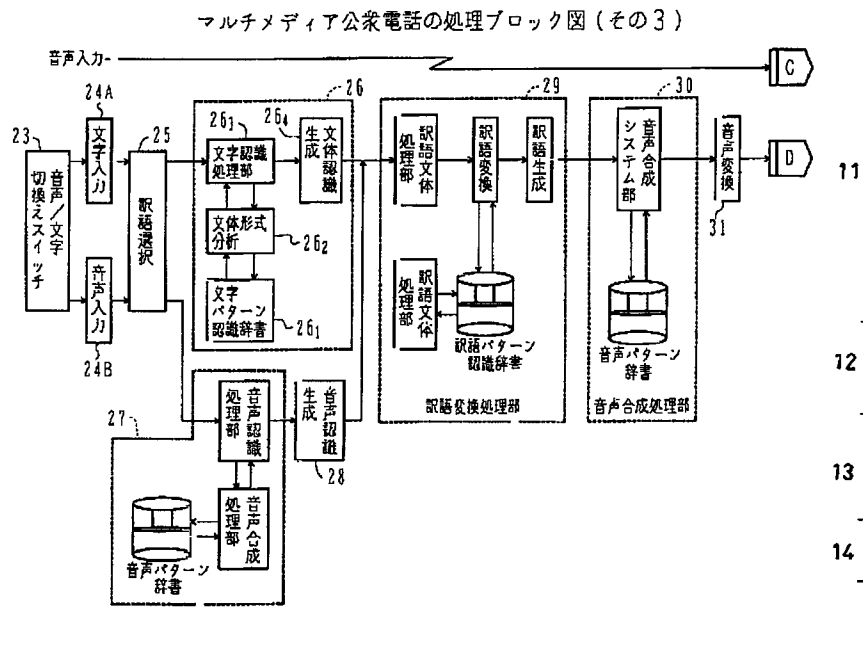 マルチメディア公衆電話の処理ブロック図(その3)
音声入力
C
24A
26
29
30
23
文字入力
25
26₃
26₄
音声/文字
切換えスイッチ
訳語選択
文字認識
処理部
文体認識
生成
訳語文体
処理部
訳語変換
訳語生成
音声合成
システム部
音声変換
D
11
31
文体形式
分析
26₂
音声入力
文字
パターン
認識辞書
26₁
訳語文体
処理部
訳語パターン
認識辞書
音声パターン
辞書
24B
12
訳語変換処理部
音声合成処理部
27
音声認識
処理部
音声認識
生成
28
13
音声合成
処理部
音声パターン
辞書
14